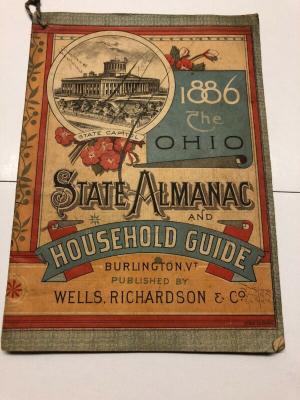 1886
The
OHIO
STATE CAPITOL
STATE ALMANAC
AND
HOUSEHOLD GUIDE
BURLINGTON, VT
PUBLISHED BY
WELLS, RICHARDSON & CO.